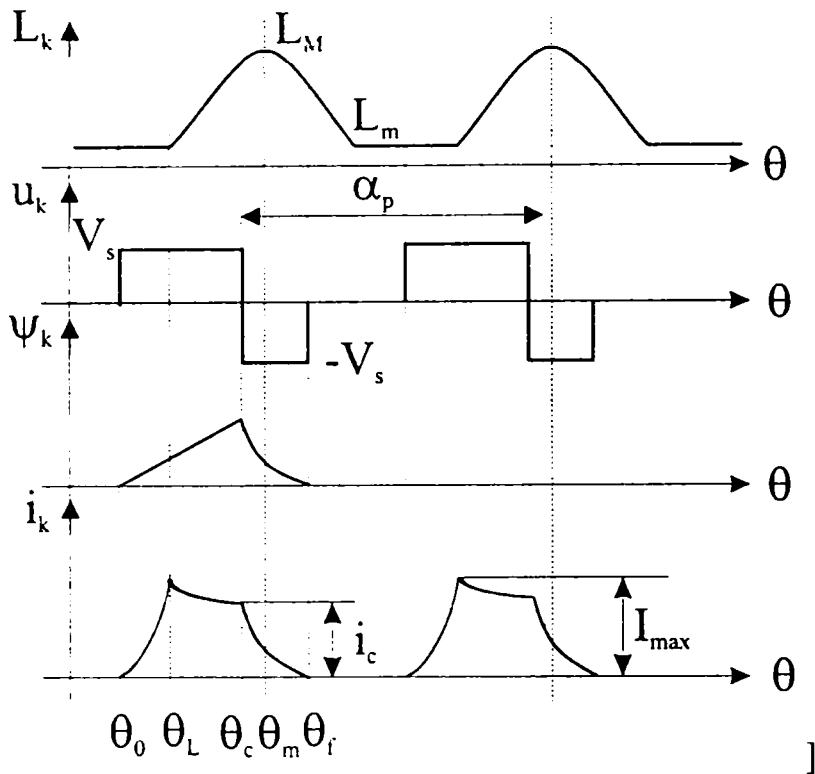 L_k
L_M
L_m
θ
u_k
α_p
V_s
θ
ψ_k
-V_s
θ
i_k
i_c
I_max
θ
θ_0 θ_L θ_c θ_m θ_f
]